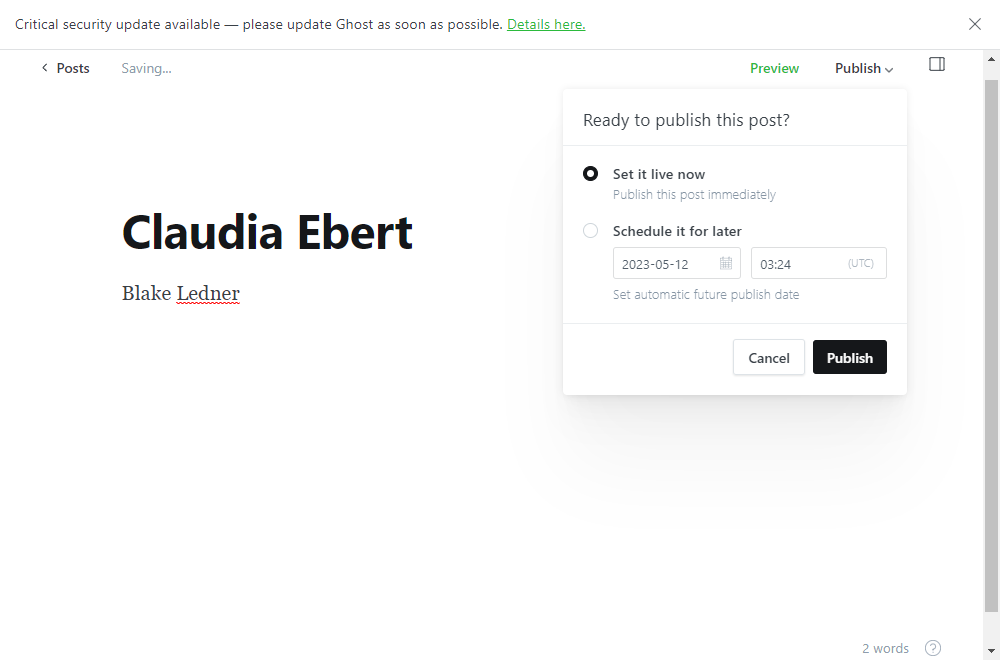 Critical security update available — please update Ghost as soon as possible. Details here.
Posts
Saving...
Preview
Publish
Ready to publish this post?
Set it live now
Publish this post immediately
Schedule it for later
2023-05-12
03:24
(UTC)
Set automatic future publish date
Cancel
Publish
Claudia Ebert
Blake Ledner
2 words
?